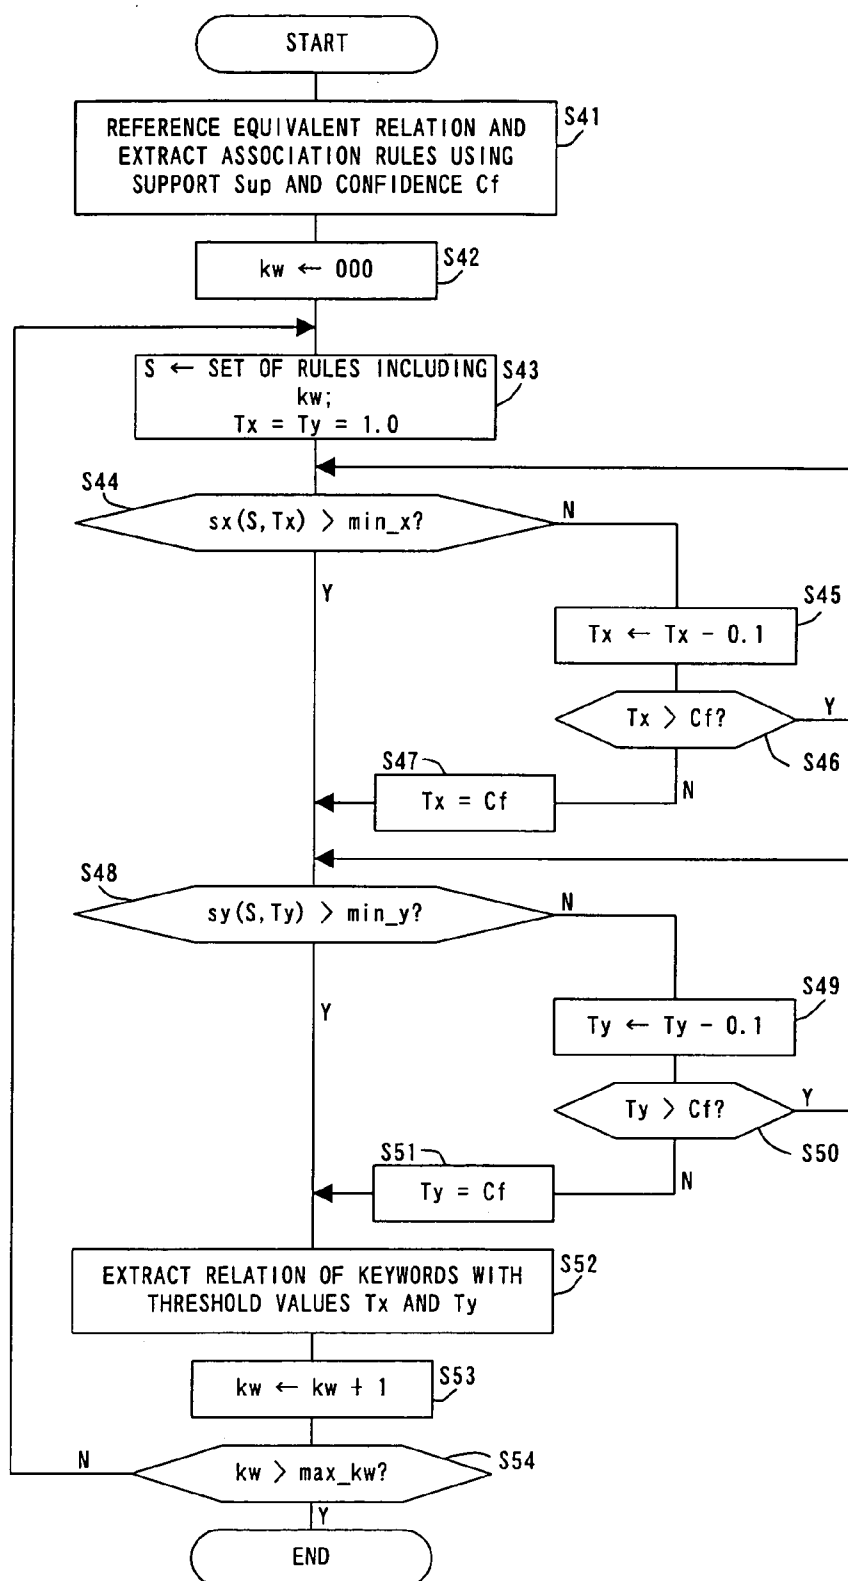 START
S41
REFERENCE EQUIVALENT RELATION AND
EXTRACT ASSOCIATION RULES USING
SUPPORT Sup AND CONFIDENCE Cf
S42
kw ← 000
S43
S ← SET OF RULES INCLUDING
kw;
Tx = Ty = 1.0
S44
sx(S,Tx) > min_x?
N
Y
S45
Tx ← Tx - 0.1
Tx > Cf?
Y
S46
S47
N
Tx = Cf
S48
sy(S,Ty) > min_y?
N
Y
S49
Ty ← Ty - 0.1
Ty > Cf?
Y
S50
S51
N
Ty = Cf
S52
EXTRACT RELATION OF KEYWORDS WITH
THRESHOLD VALUES Tx AND Ty
S53
kw ← kw + 1
N
S54
kw > max_kw?
Y
END